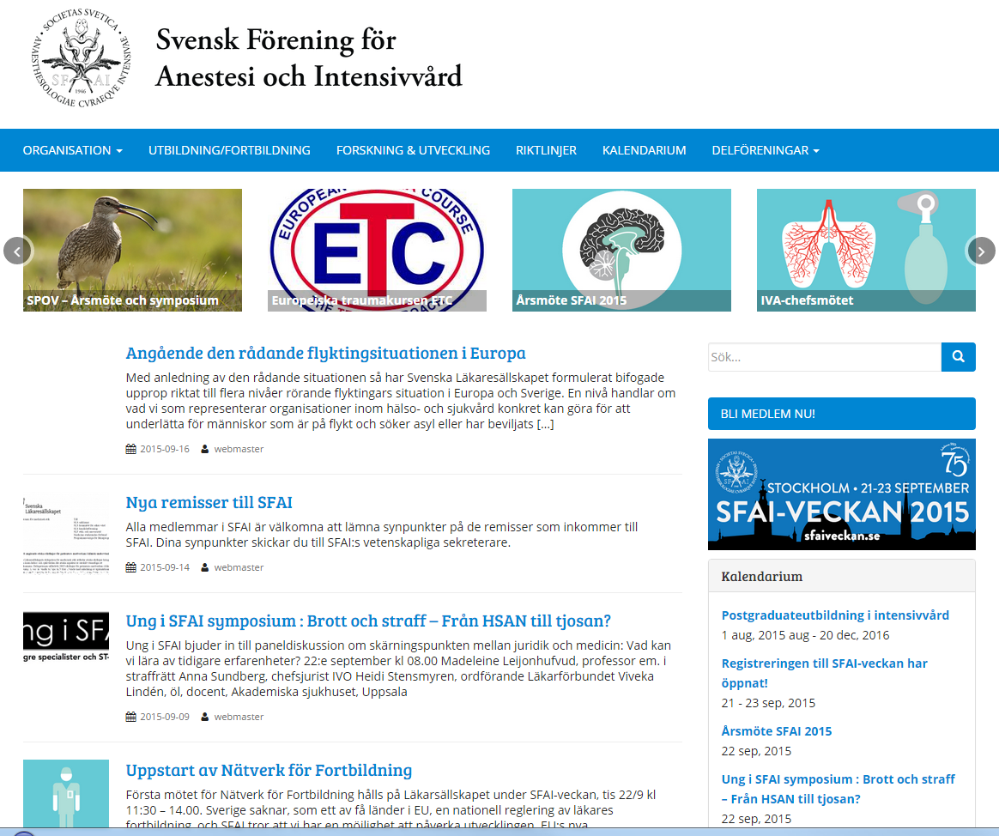 SOCIETAS SVETICA
ANAESTHESIOLOGIAE CVRAEQVE INTENSIVAE
SFAI
1946
Svensk Förening för
Anestesi och Intensivvård
ORGANISATION
UTBILDNING/FORTBILDNING
FORSKNING & UTVECKLING
RIKTLINJER
KALENDARIUM
DELFÖRENINGAR
SPOV – Årsmöte och symposium
EUROPEAN
COURSE
ETC
Europeiska traumakursen ETC
Årsmöte SFAI 2015
IVA-chefsmötet
Angående den rådande flyktingsituationen i Europa
Med anledning av den rådande situationen så har Svenska Läkaresällskapet formulerat bifogade
upprop riktat till flera nivåer rörande flyktingars situation i Europa och Sverige. En nivå handlar om
vad vi som representerar organisationer inom hälso- och sjukvård konkret kan göra för att
underlätta för människor som är på flykt och söker asyl eller har beviljats […]
2015-09-16 webmaster
Svenska
Läkaresällskapet
Nya remisser till SFAI
Alla medlemmar i SFAI är välkomna att lämna synpunkter på de remisser som inkommer till
SFAI. Dina synpunkter skickar du till SFAI:s vetenskapliga sekreterare.
2015-09-14 webmaster
ng i SFA
gre specialister och ST-
Ung i SFAI symposium : Brott och straff – Från HSAN till tjosan?
Ung i SFAI bjuder in till paneldiskussion om skärningspunkten mellan juridik och medicin: Vad kan
vi lära av tidigare erfarenheter? 22:e september kl 08.00 Madeleine Leijonhufvud, professor em. i
straffrätt Anna Sundberg, chefsjurist IVO Heidi Stensmyren, ordförande Läkarförbundet Viveka
Lindén, öl, docent, Akademiska sjukhuset, Uppsala
2015-09-09 webmaster
Uppstart av Nätverk för Fortbildning
Första mötet för Nätverk för Fortbildning hålls på Läkarsällskapet under SFAI-veckan, tis 22/9 kl
11:30 – 14.00. Sverige saknar, som ett av få länder i EU, en nationell reglering av läkares
fortbildning, och SFAI tror att vi har en möjlighet att påverka utvecklingen. EU:s nya
Sök...
BLI MEDLEM NU!
75
STOCKHOLM • 21-23 SEPTEMBER
SFAI-VECKAN 2015
sfaiveckan.se
Kalendarium
Postgraduateutbildning i intensivvård
1 aug, 2015 aug - 20 dec, 2016
Registreringen till SFAI-veckan har
öppnat!
21 - 23 sep, 2015
Årsmöte SFAI 2015
22 sep, 2015
Ung i SFAI symposium : Brott och straff
– Från HSAN till tjosan?
22 sep, 2015